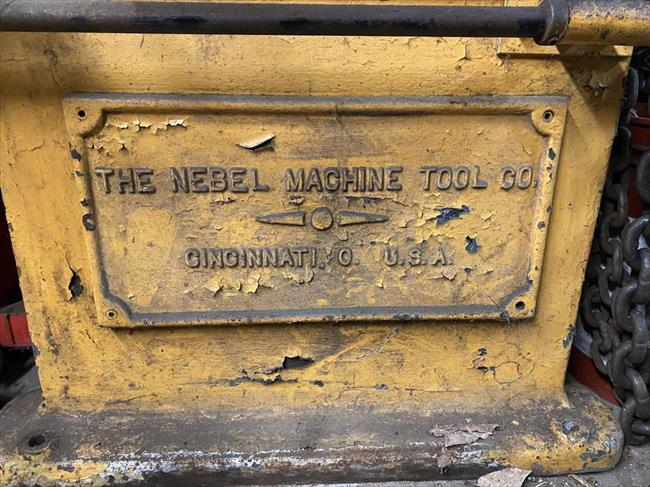 THE NEBEL MACHINE TOOL CO.
CINCINNATI, O. U.S.A.